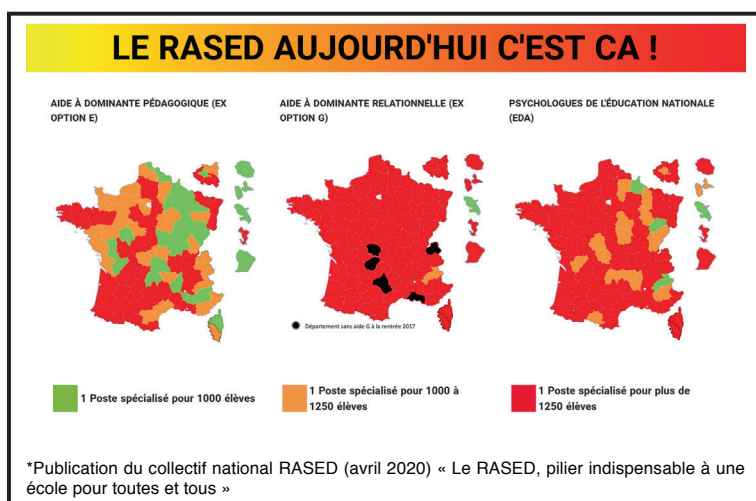 LE RASED AUJOURD'HUI C'EST CA !
AIDE À DOMINANTE PÉDAGOGIQUE (EX
OPTION E)
AIDE À DOMINANTE RELATIONNELLE (EX
OPTION G)
PSYCHOLOGUES DE L'ÉDUCATION NATIONALE
(EDA)
Département sans aide G à la rentrée 2017
1 Poste spécialisé pour 1000 élèves
1 Poste spécialisé pour 1000 à
1250 élèves
1 Poste spécialisé pour plus de
1250 élèves
*Publication du collectif national RASED (avril 2020) « Le RASED, pilier indispensable à une
école pour toutes et tous »